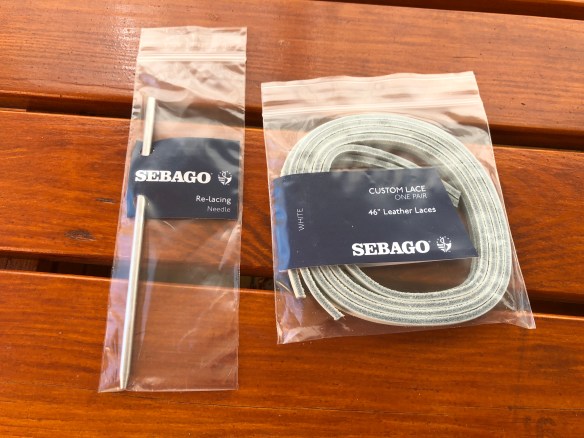 SEBAGO
Re-lacing
Needle
CUSTOM LACE
ONE PAIR
WHITE
46" Leather Laces
SEBAGO